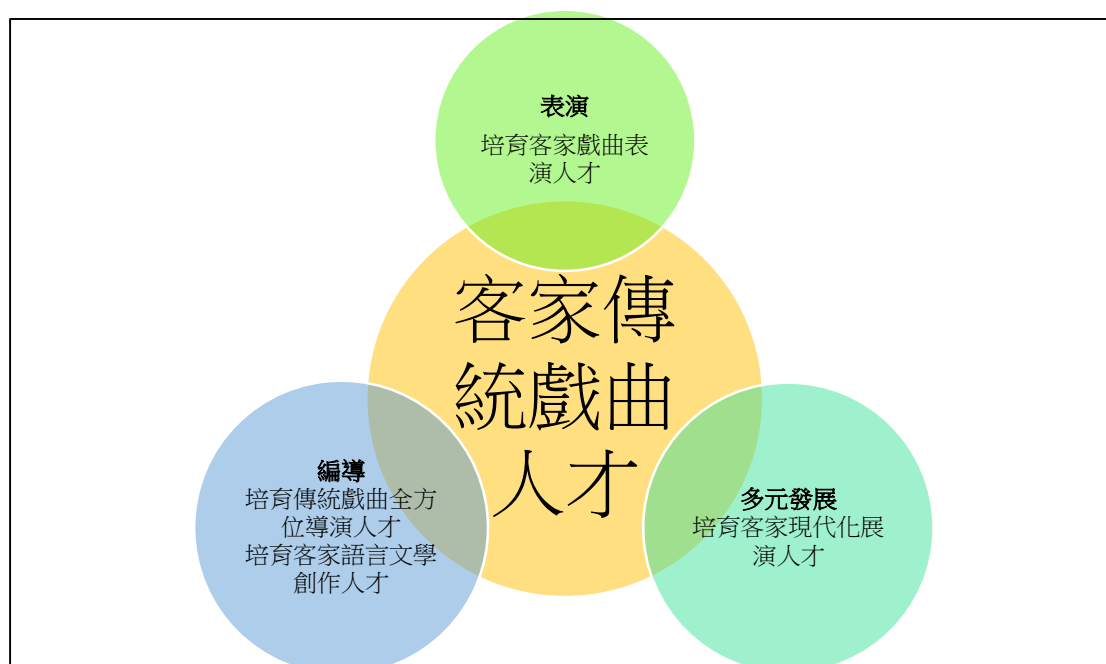 表演
培育客家戲曲表
演人才
客家傳
統戲曲
人才
編導
培育傳統戲曲全方
位導演人才
培育客家語言文學
創作人才
多元發展
培育客家現代化展
演人才